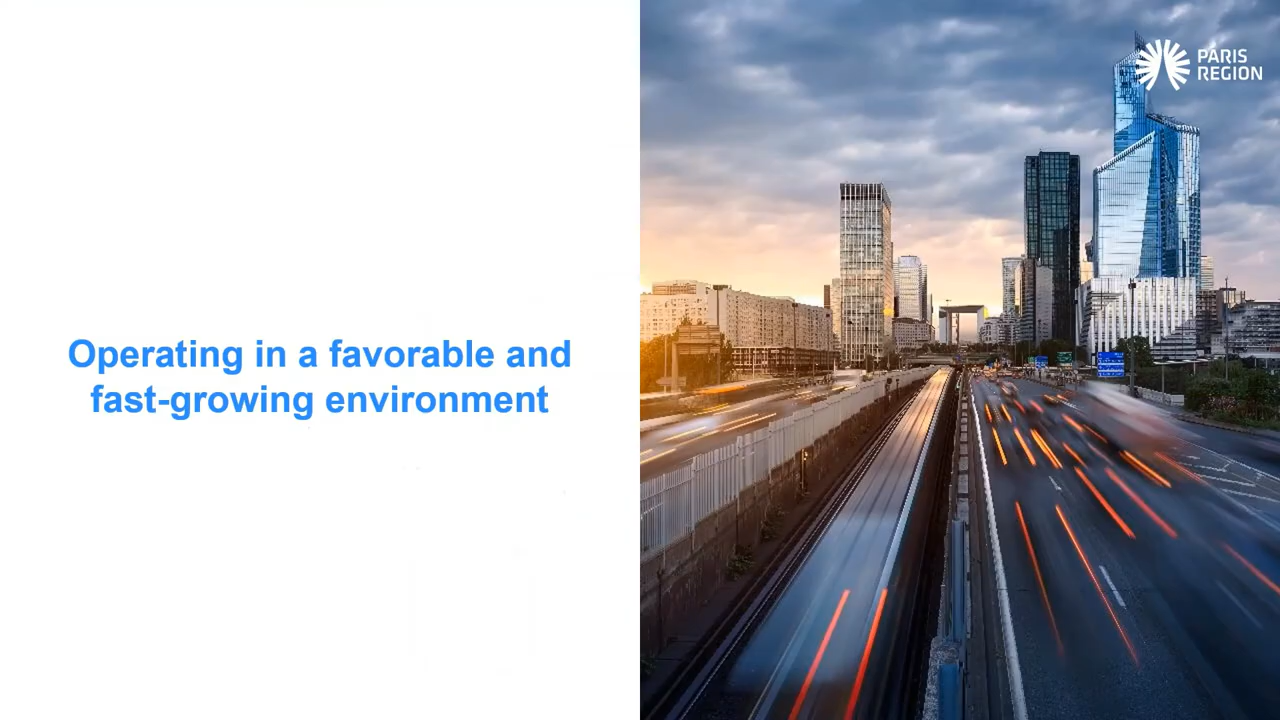 Operating in a favorable and
fast-growing environment
PARIS
REGION